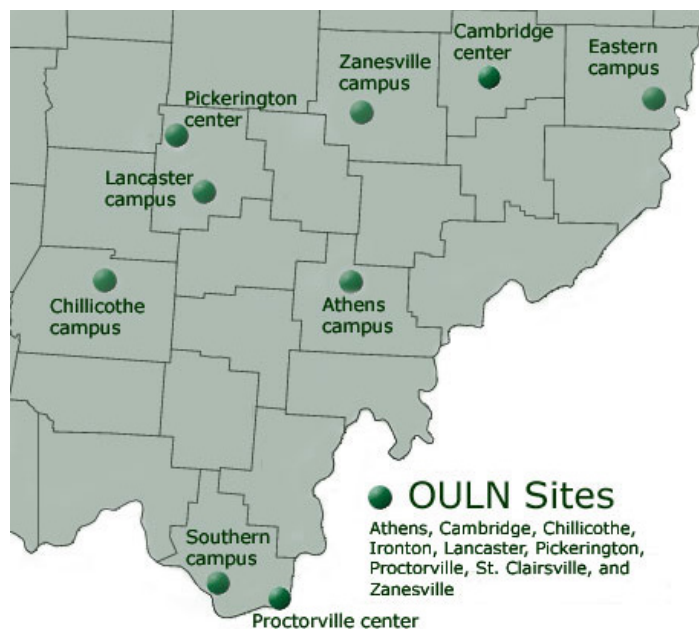 Cambridge
center
Eastern
campus
Zanesville
campus
Pickerington
center
Lancaster
campus
Chillicothe
campus
Athens
campus
OULN Sites
Athens, Cambridge, Chillicothe,
Ironton, Lancaster, Pickerington,
Proctorville, St. Clairsville, and
Zanesville
Southern
campus
Proctorville center